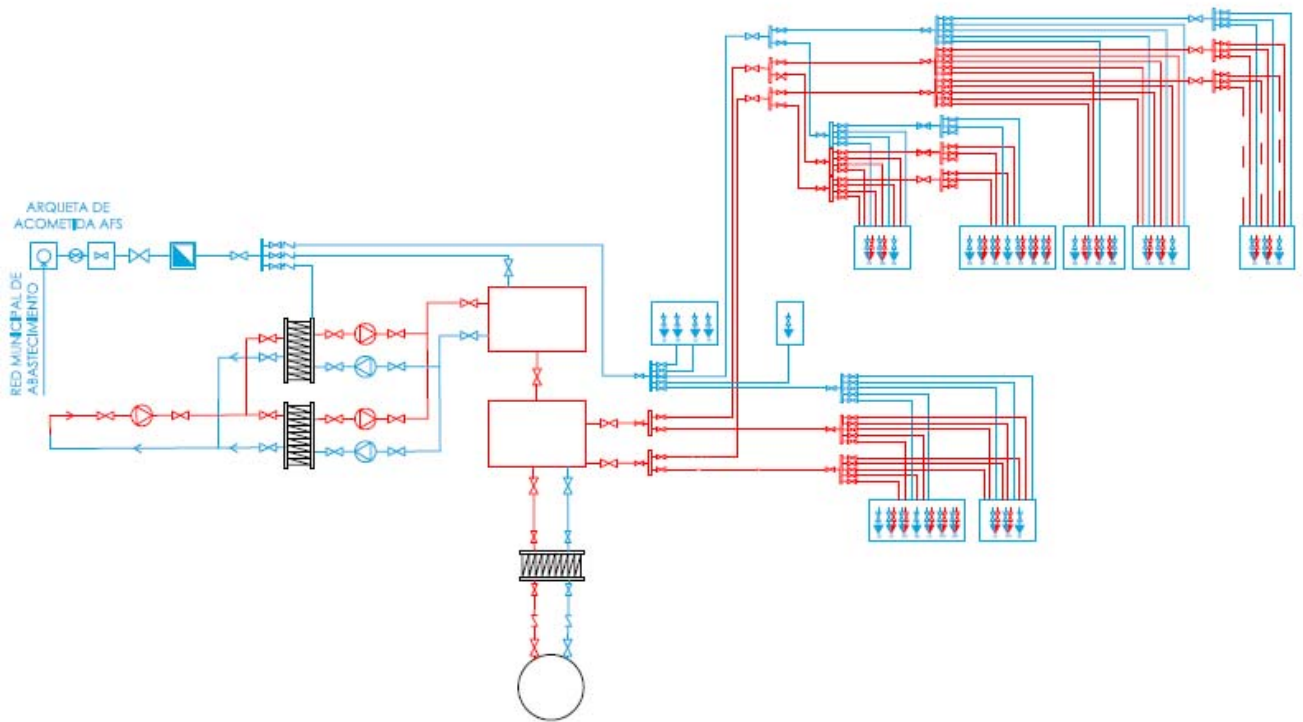 ARQUETA DE
ACOMETIDA AFS
RED MUNICIPAL DE
ABASTECIMIENTO